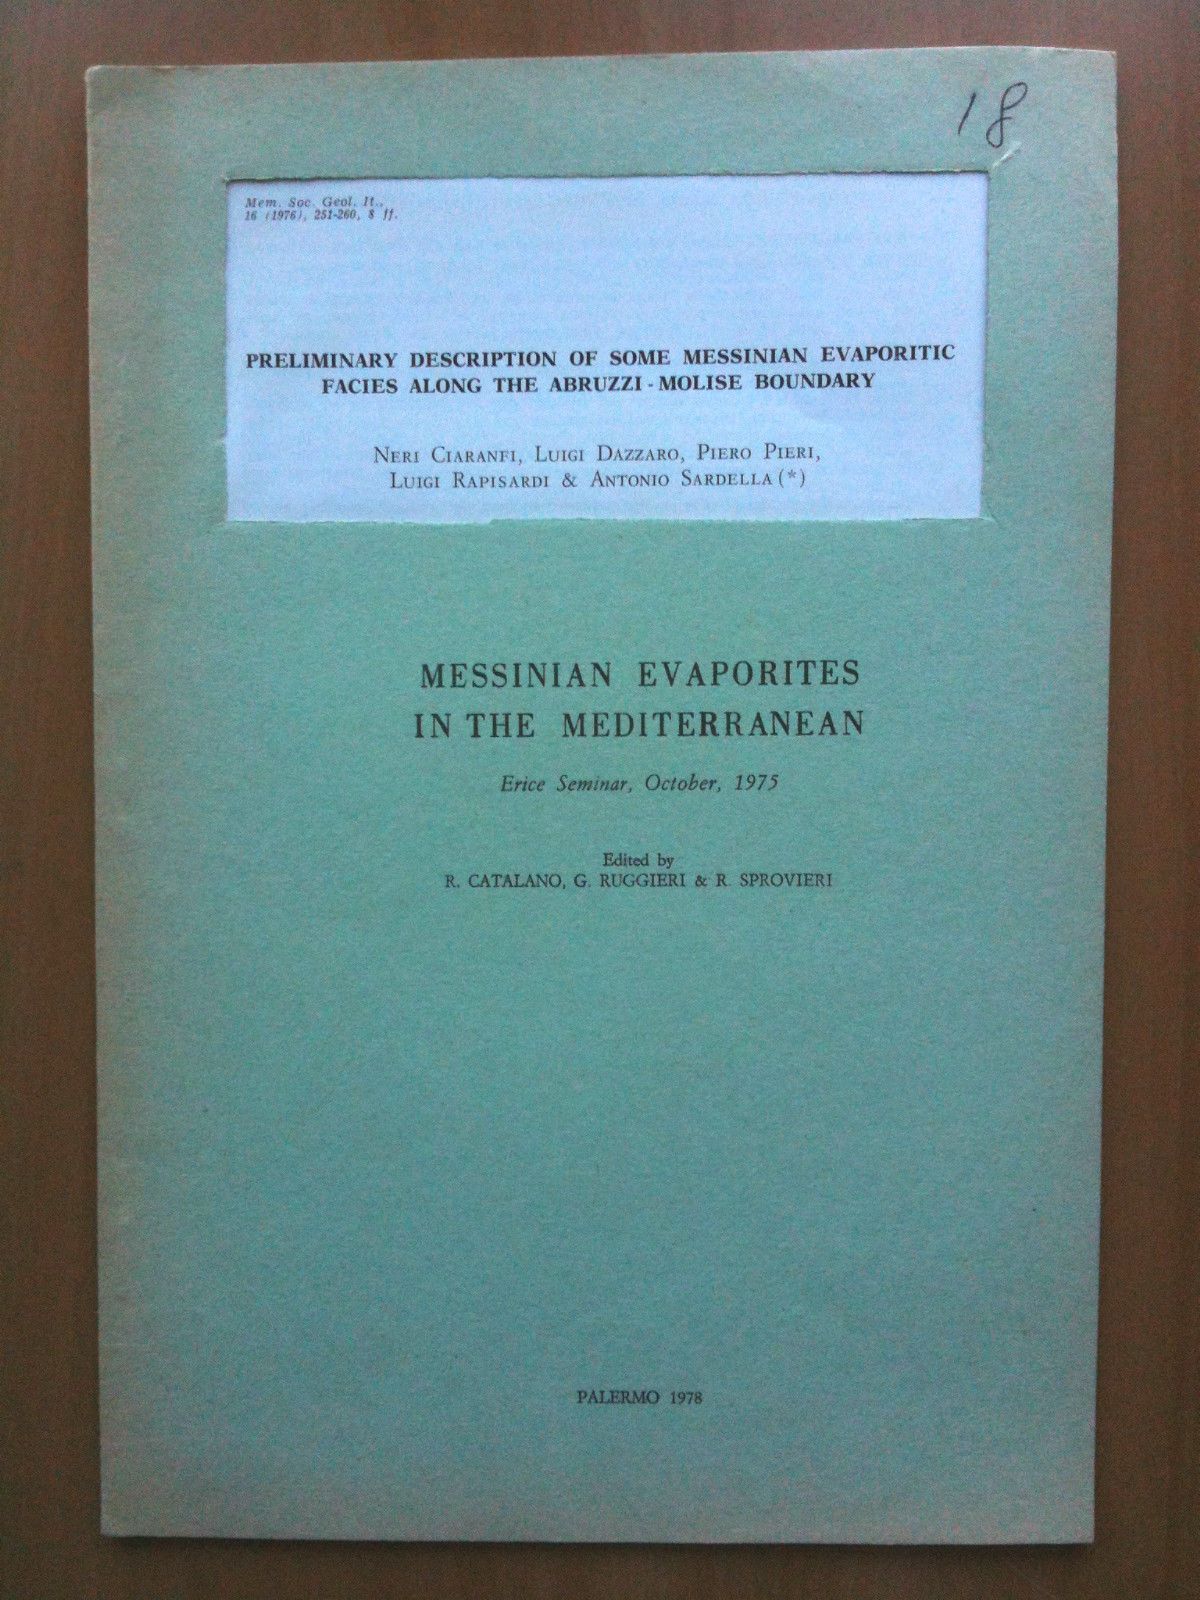 18
Mem. Soc. Geol. It.,
16 (1976), 251-260, 8 ff.
PRELIMINARY DESCRIPTION OF SOME MESSINIAN EVAPORITIC
FACIES ALONG THE ABRUZZI - MOLISE BOUNDARY
NERI CIARANFI, LUIGI DAZZARO, PIERO PIERI,
LUIGI RAPISARDI & ANTONIO SARDELLA (*)
MESSINIAN EVAPORITES
IN THE MEDITERRANEAN
Erice Seminar, October, 1975
Edited by
R. CATALANO, G. RUGGIERI & R. SPROVIERI
PALERMO 1978